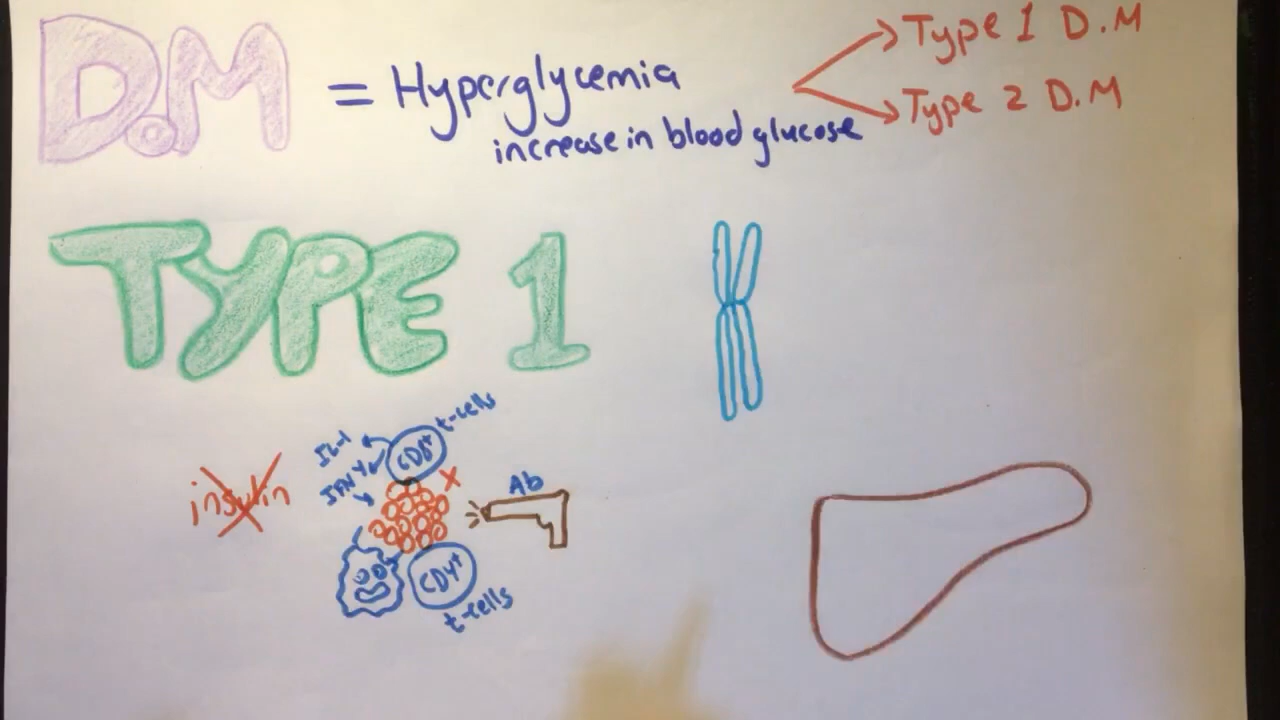 D.M = Hyperglycemia
increase in blood glucose
Type 1 D.M
Type 2 D.M
TYPE 1
insulin
IL-1
IFN γ
CD8+
t-cells
x
Ab
CD4+
t-cells